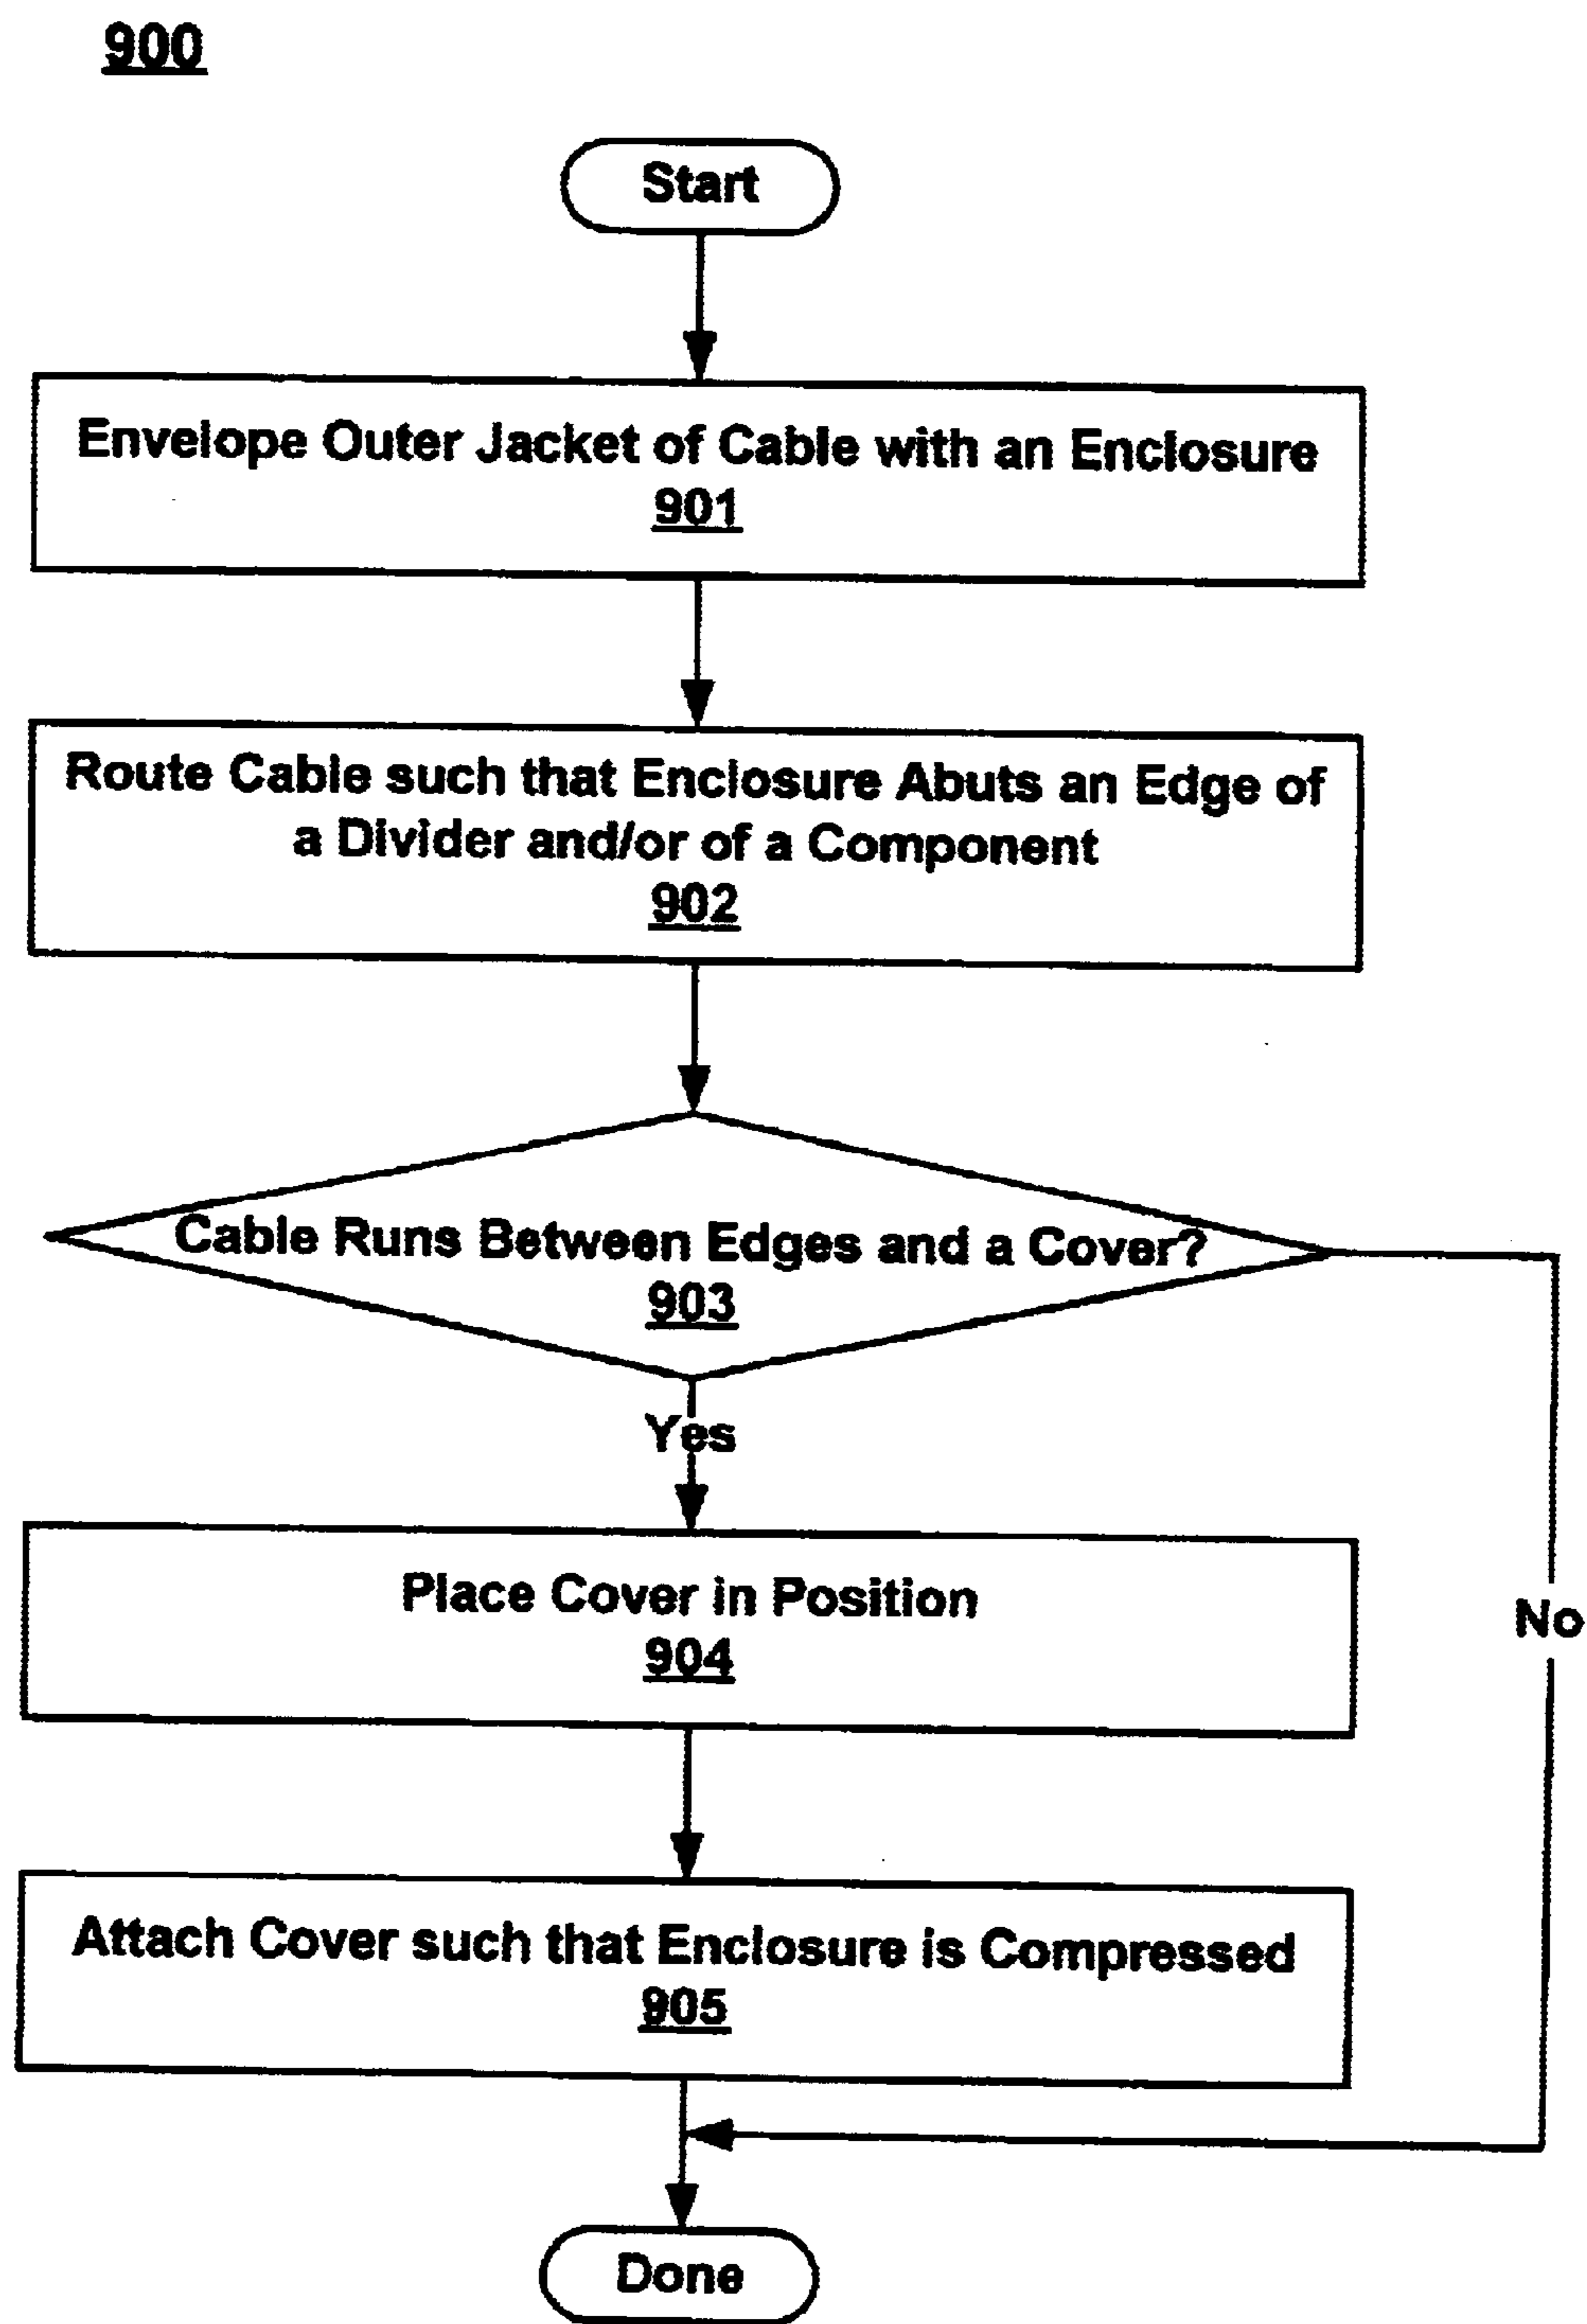 900
Start
Envelope Outer Jacket of Cable with an Enclosure
901
Route Cable such that Enclosure Abuts an Edge of
a Divider and/or of a Component
902
Cable Runs Between Edges and a Cover?
903
Yes
Place Cover in Position
904
No
Attach Cover such that Enclosure is Compressed
905
Done